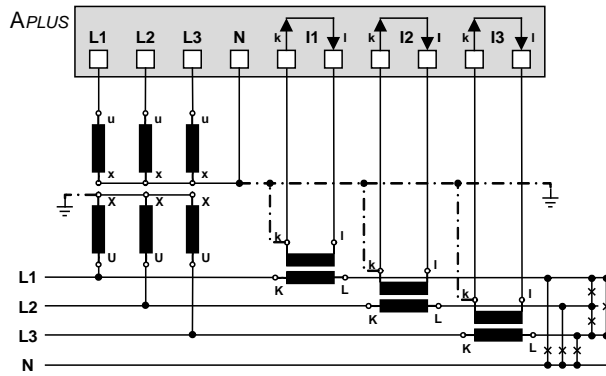 APLUS
L1 L2 L3 N k I1 l k I2 l k I3 l
u u u
x x x
X X X
k l
U U U k l
L1 k l
K L
L2
K L
L3
K L
N